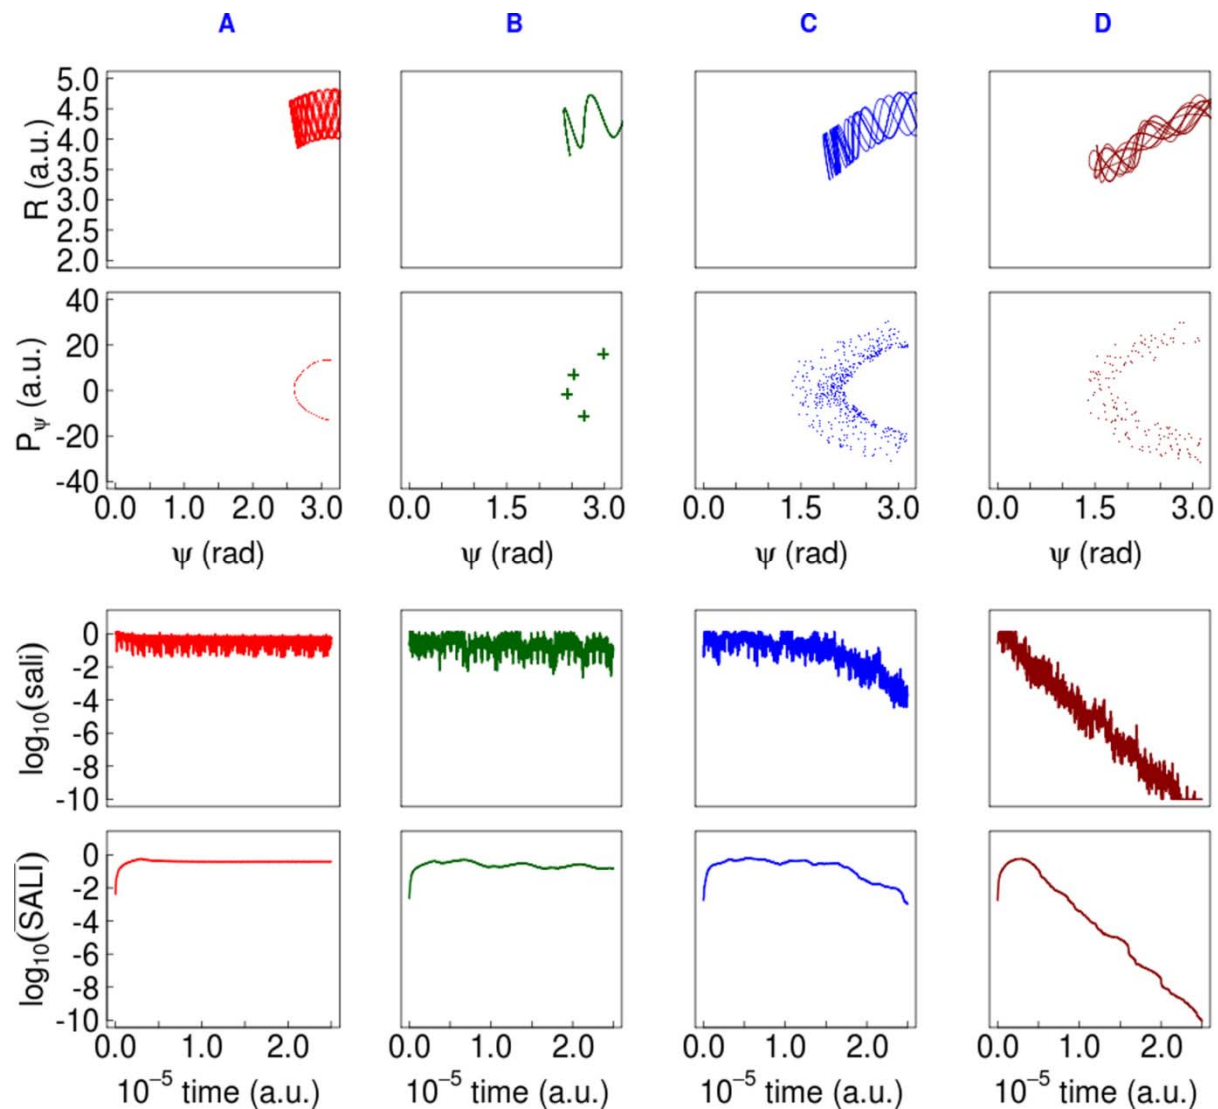 A B C D
R (a.u.)
5.0
4.5
4.0
3.5
3.0
2.5
2.0
Pψ (a.u.)
40
20
0
-20
-40
0.0 1.0 2.0 3.0 0.0 1.5 3.0 0.0 1.5 3.0 0.0 1.5 3.0
ψ (rad) ψ (rad) ψ (rad) ψ (rad)
log₁₀(sali)
0
-2
-4
-6
-8
-10
log₁₀(SALI)
0
-2
-4
-6
-8
-10
0.0 1.0 2.0 0.0 1.0 2.0 0.0 1.0 2.0 0.0 1.0 2.0
10⁻⁵ time (a.u.) 10⁻⁵ time (a.u.) 10⁻⁵ time (a.u.) 10⁻⁵ time (a.u.)